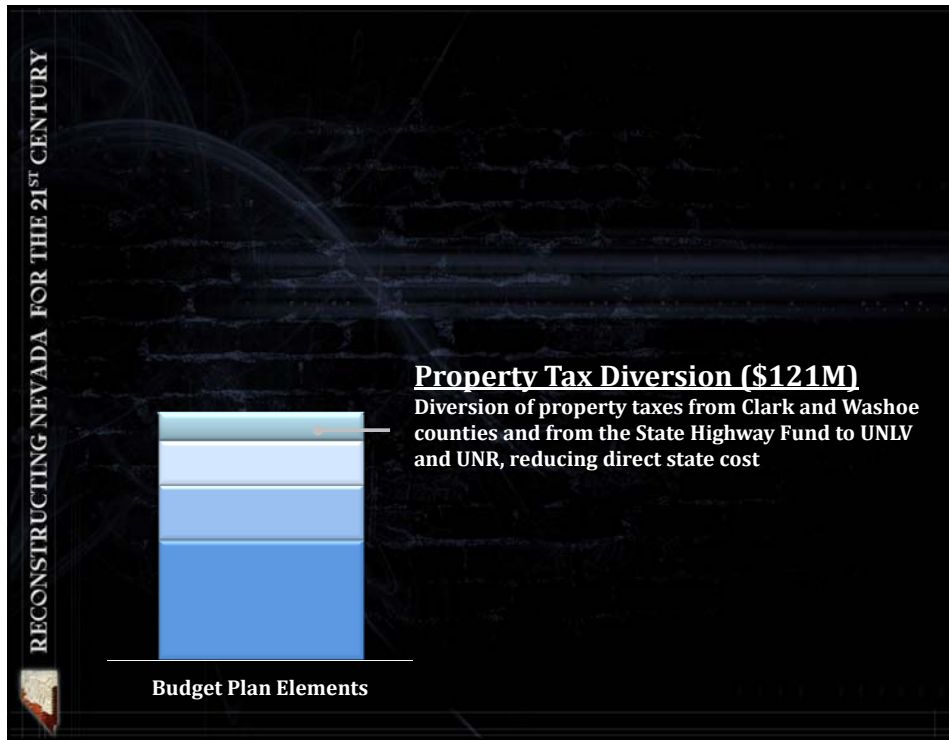 RECONSTRUCTING NEVADA FOR THE 21ST CENTURY
Property Tax Diversion ($121M)
Diversion of property taxes from Clark and Washoe
counties and from the State Highway Fund to UNLV
and UNR, reducing direct state cost
Budget Plan Elements